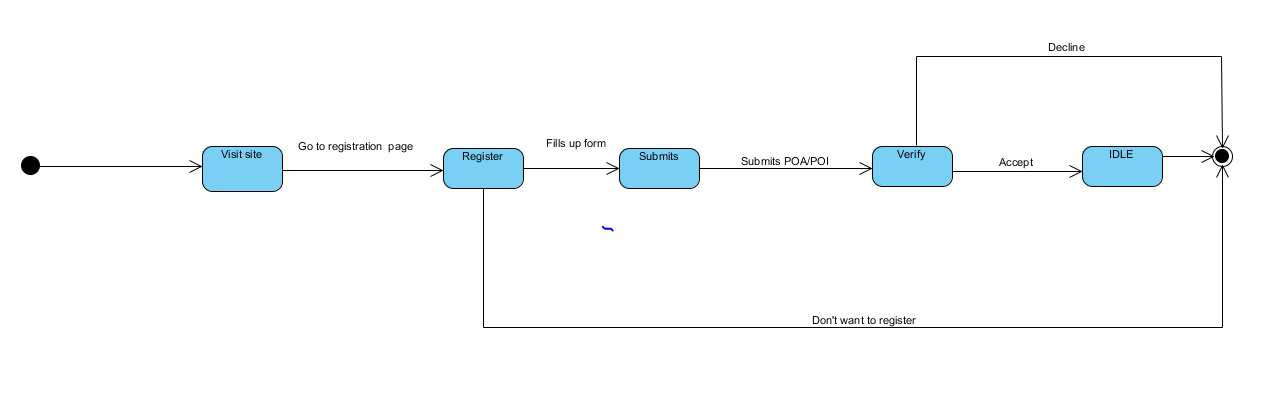 Decline
Go to registration  page
Fills up form
Visit site
Register
Submits
Submits POA/POI
Verify
Accept
IDLE
Don't want to register